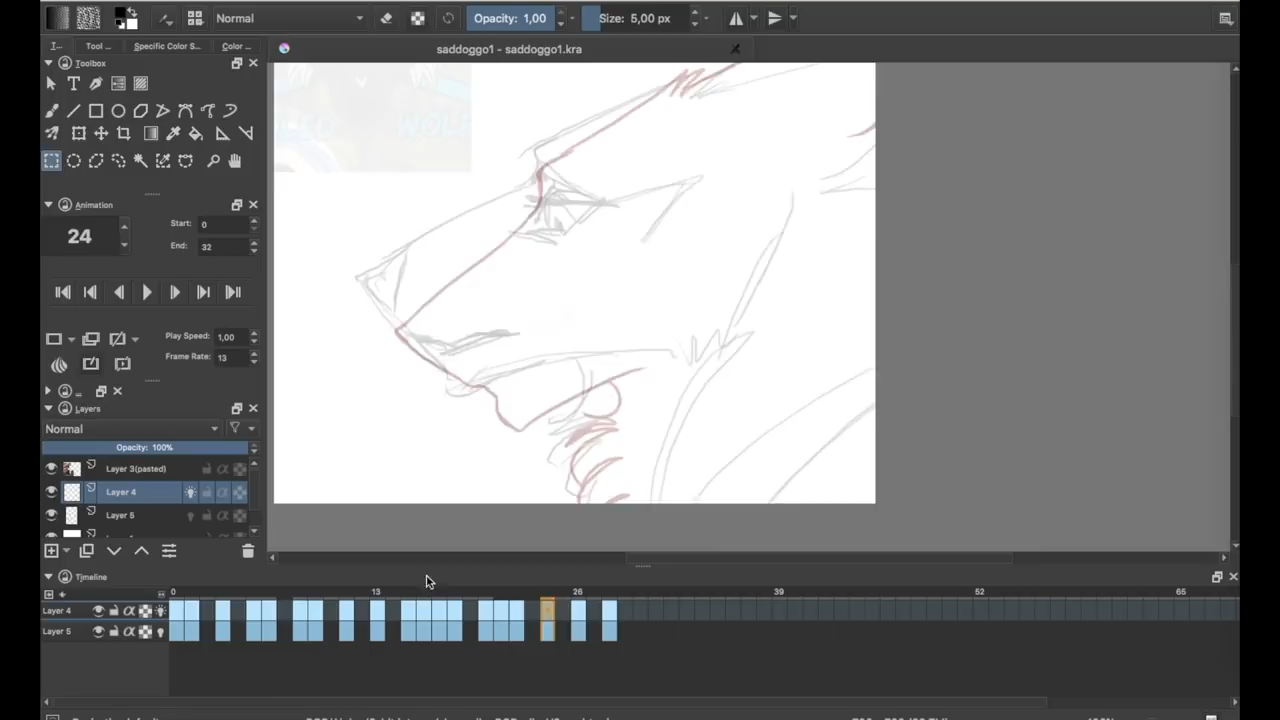 Normal
Opacity: 1,00
Size: 5,00 px
T...
Tool ...
Specific Color S...
Color ...
saddoggo1 - saddoggo1.kra
Toolbox
WOLF
Animation
24
Start: 0
End: 32
Play Speed: 1,00
Frame Rate: 13
...
Layers
Normal
Opacity: 100%
Layer 3(pasted)
Layer 4
Layer 5
Timeline
0 13 26 39 52 65
Layer 4
Layer 5